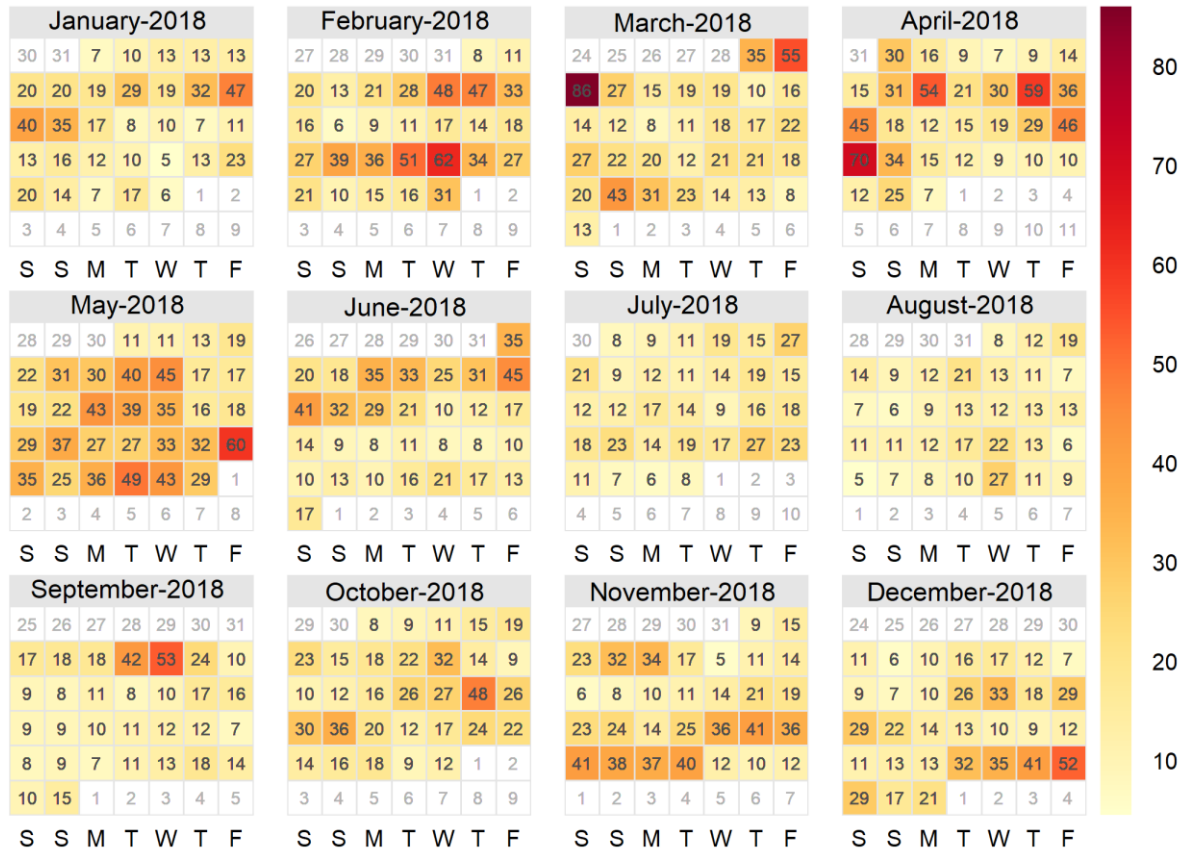 January-2018 February-2018 March-2018 April-2018
30 31 7 10 13 13 13 27 28 29 30 31 8 11 24 25 26 27 28 35 55 31 30 16 9 7 9 14 80
20 20 19 29 19 32 47 20 13 21 28 48 47 33 86 27 15 19 19 10 16 15 31 54 21 30 59 36
40 35 17 8 10 7 11 16 6 9 11 17 14 18 14 12 8 11 18 17 22 45 18 12 15 19 29 46
13 16 12 10 5 13 23 27 39 36 51 62 34 27 27 22 20 12 21 21 18 70 34 15 12 9 10 10 70
20 14 7 17 6 1 2 21 10 15 16 31 1 2 20 43 31 23 14 13 8 12 25 7 1 2 3 4
3 4 5 6 7 8 9 3 4 5 6 7 8 9 13 1 2 3 4 5 6 5 6 7 8 9 10 11
S S M T W T F S S M T W T F S S M T W T F S S M T W T F 60
May-2018 June-2018 July-2018 August-2018
28 29 30 11 11 13 19 26 27 28 29 30 31 35 30 8 9 11 19 15 27 28 29 30 31 8 12 19
22 31 30 40 45 17 17 20 18 35 33 25 31 45 21 9 12 11 14 19 15 14 9 12 21 13 11 7 50
19 22 43 39 35 16 18 41 32 29 21 10 12 17 12 12 17 14 9 16 18 7 6 9 13 12 13 13
29 37 27 27 33 32 60 14 9 8 11 8 8 10 18 23 14 19 17 27 23 11 11 12 17 22 13 6
35 25 36 49 43 29 1 10 13 10 16 21 17 13 11 7 6 8 1 2 3 5 7 8 10 27 11 9 40
2 3 4 5 6 7 8 17 1 2 3 4 5 6 4 5 6 7 8 9 10 1 2 3 4 5 6 7
S S M T W T F S S M T W T F S S M T W T F S S M T W T F
September-2018 October-2018 November-2018 December-2018 30
25 26 27 28 29 30 31 29 30 8 9 11 15 19 27 28 29 30 31 9 15 24 25 26 27 28 29 30
17 18 18 42 53 24 10 23 15 18 22 32 14 9 23 32 34 17 5 11 14 11 6 10 16 17 12 7 20
9 8 11 8 10 17 16 10 12 16 26 27 48 26 6 8 10 11 14 21 19 9 7 10 26 33 18 29
9 9 10 11 12 12 7 30 36 20 12 17 24 22 23 24 14 25 36 41 36 29 22 14 13 10 9 12
8 9 7 11 13 18 14 14 16 18 9 12 1 2 41 38 37 40 12 10 12 11 13 13 32 35 41 52 10
10 15 1 2 3 4 5 3 4 5 6 7 8 9 1 2 3 4 5 6 7 29 17 21 1 2 3 4
S S M T W T F S S M T W T F S S M T W T F S S M T W T F